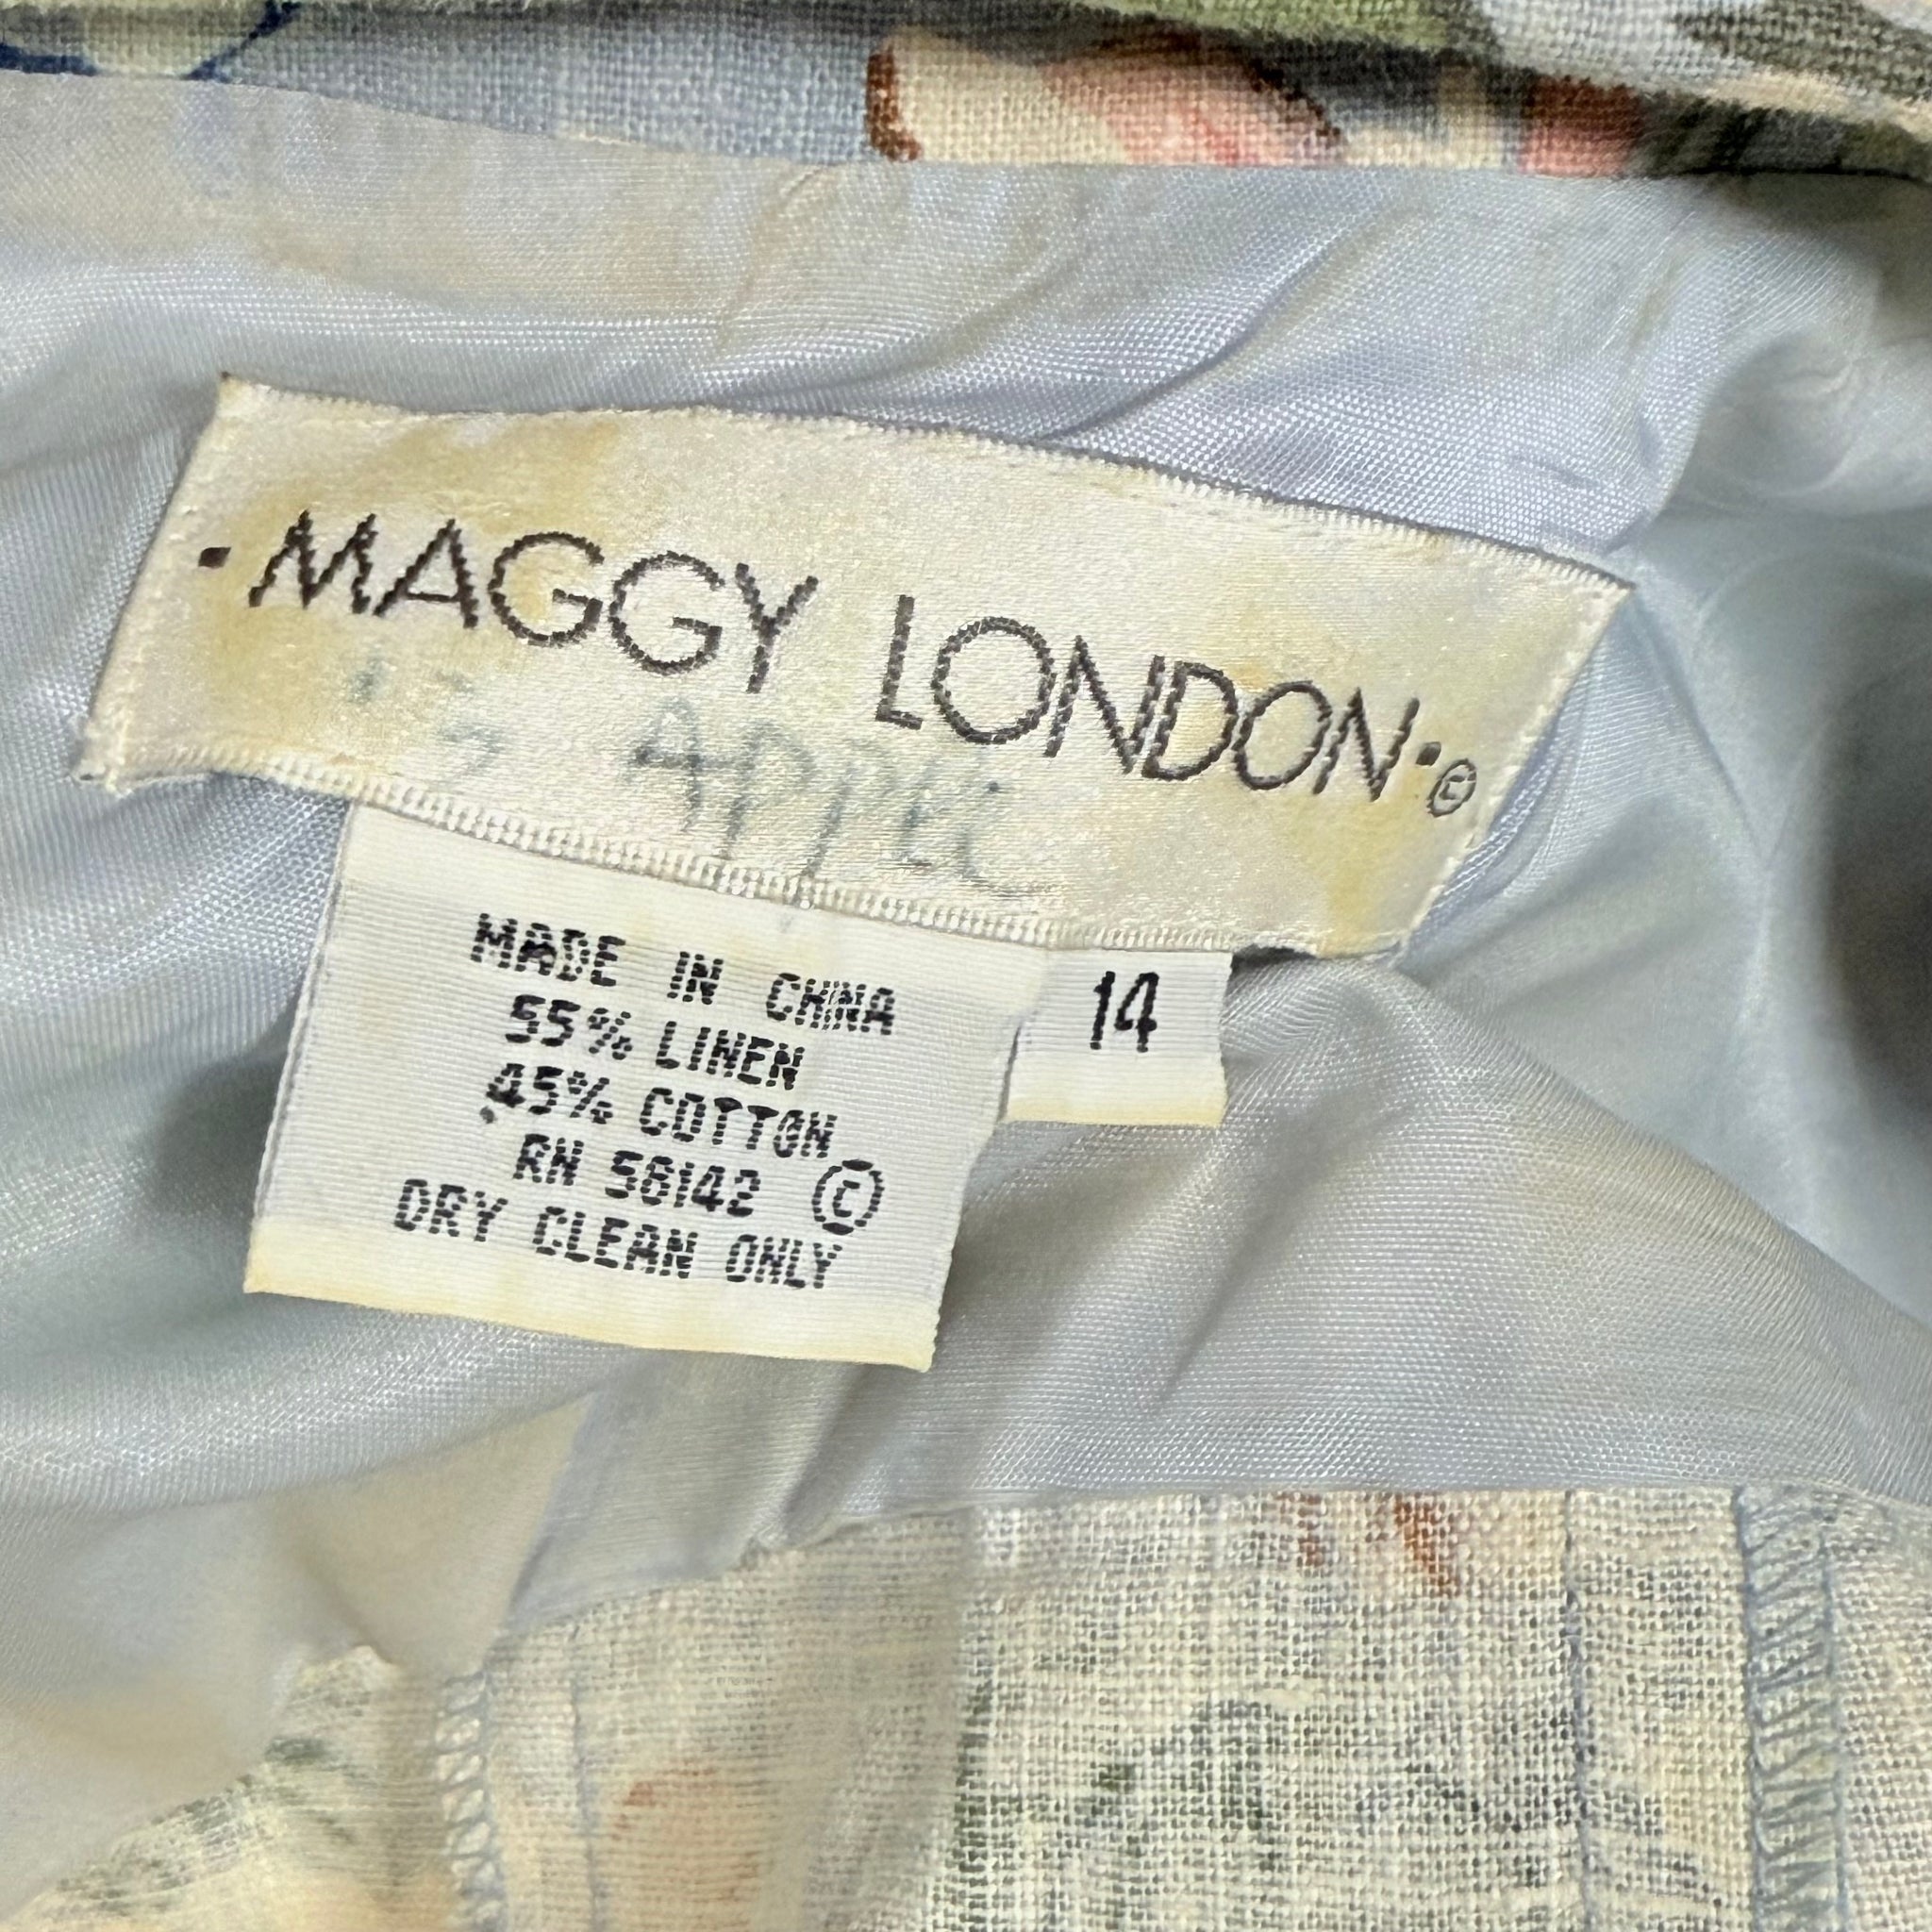 · MAGGY LONDON · ©
MADE IN CHINA
55% LINEN
45% COTTON
RN 58142 ©
DRY CLEAN ONLY
14